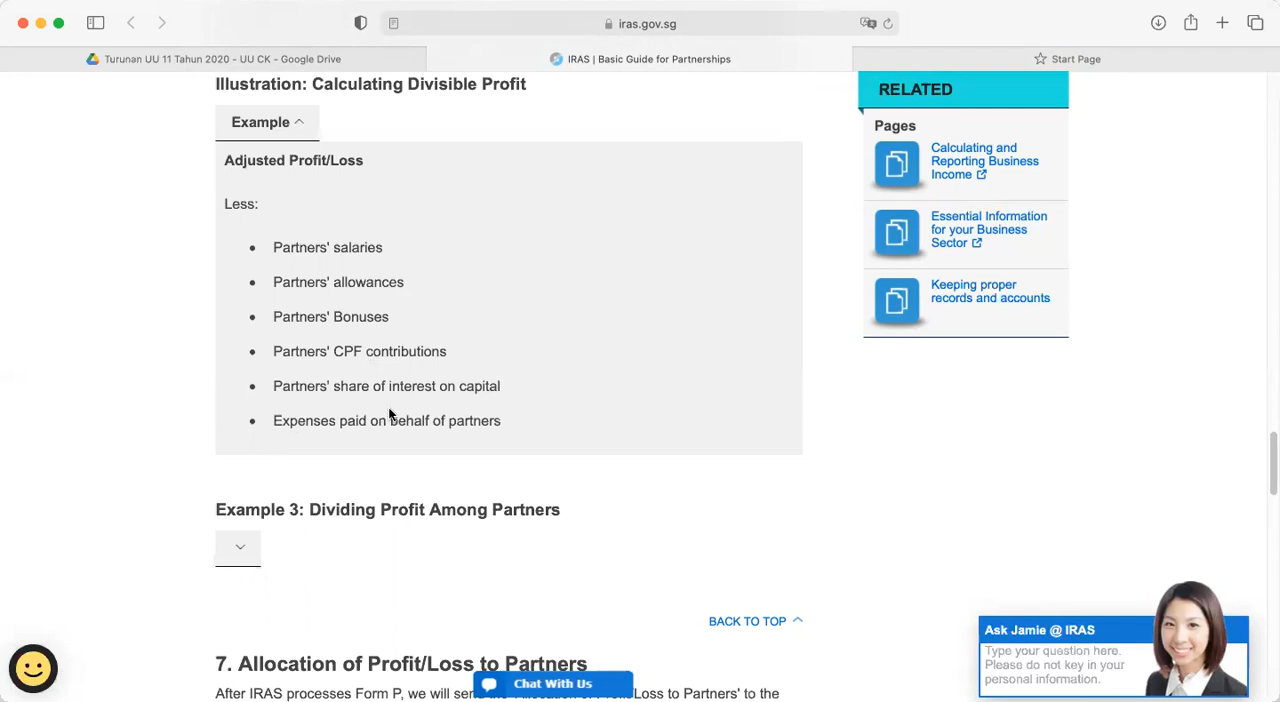 iras.gov.sg
Turunan UU 11 Tahun 2020 - UU CK - Google Drive
IRAS | Basic Guide for Partnerships
Start Page
Illustration: Calculating Divisible Profit
Example
Adjusted Profit/Loss
Less:
• Partners' salaries
• Partners' allowances
• Partners' Bonuses
• Partners' CPF contributions
• Partners' share of interest on capital
• Expenses paid on behalf of partners
Example 3: Dividing Profit Among Partners
BACK TO TOP
7. Allocation of Profit/Loss to Partners
After IRAS processes Form P, we will send Loss to Partners' to the
RELATED
Pages
Calculating and
Reporting Business
Income
Essential Information
for your Business
Sector
Keeping proper
records and accounts
Ask Jamie @ IRAS
Type your question here.
Please do not key in your
personal information.
Chat With Us